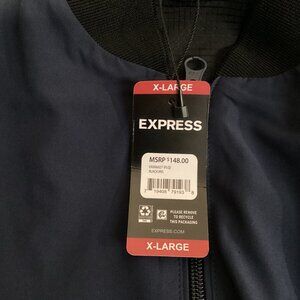 X-LARGE
EXPRESS
MSRP $148.00
PLEASE REMOVE
TO RECYCLE
THIS PACKAGING
EXPRESS.COM
X-LARGE